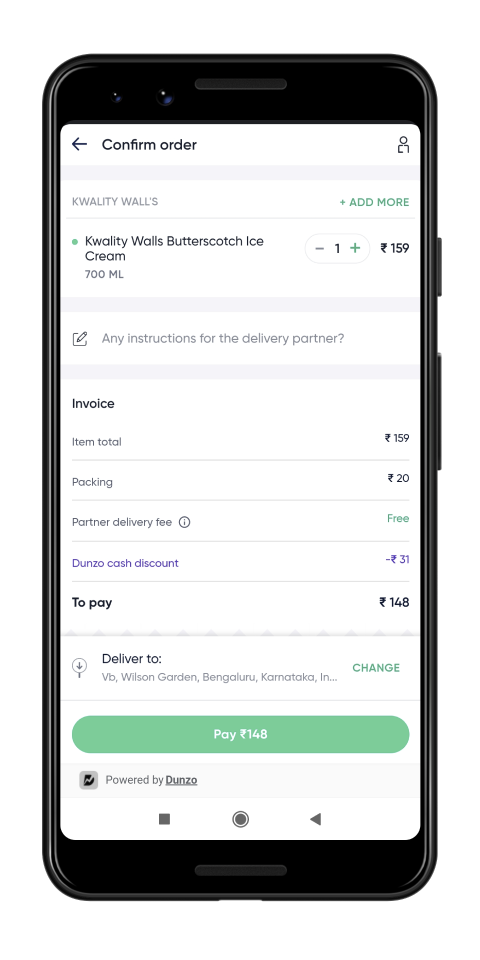 Confirm order
KWALITY WALL'S
+ ADD MORE
Kwality Walls Butterscotch Ice
Cream
− 1 + ₹ 159
700 ML
Any instructions for the delivery partner?
Invoice
Item total ₹ 159
Packing ₹ 20
Partner delivery fee Free
Dunzo cash discount -₹ 31
To pay ₹ 148
Deliver to:
Vb, Wilson Garden, Bengaluru, Karnataka, In...
CHANGE
Pay ₹148
Powered by Dunzo